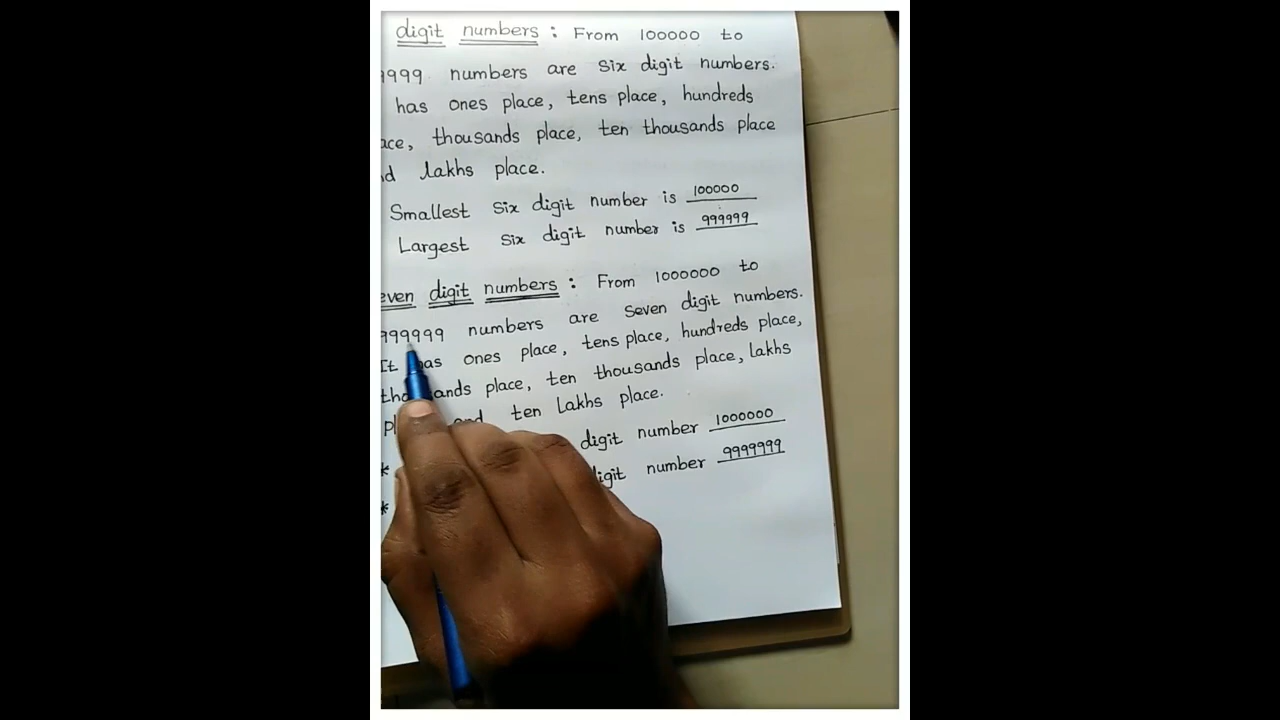 digit numbers : From 100000 to
9999 numbers are six digit numbers.
has ones place, tens place, hundreds
ace, thousands place, ten thousands place
lakhs place.
Smallest six digit number is 100000
Largest six digit number is 999999
even digit numbers : From 1000000 to
999999 numbers are Seven digit numbers.
It has ones place, tens place, hundreds place,
thousands place, ten thousands place, lakhs
and ten Lakhs place.
* digit number 1000000
* digit number 9999999